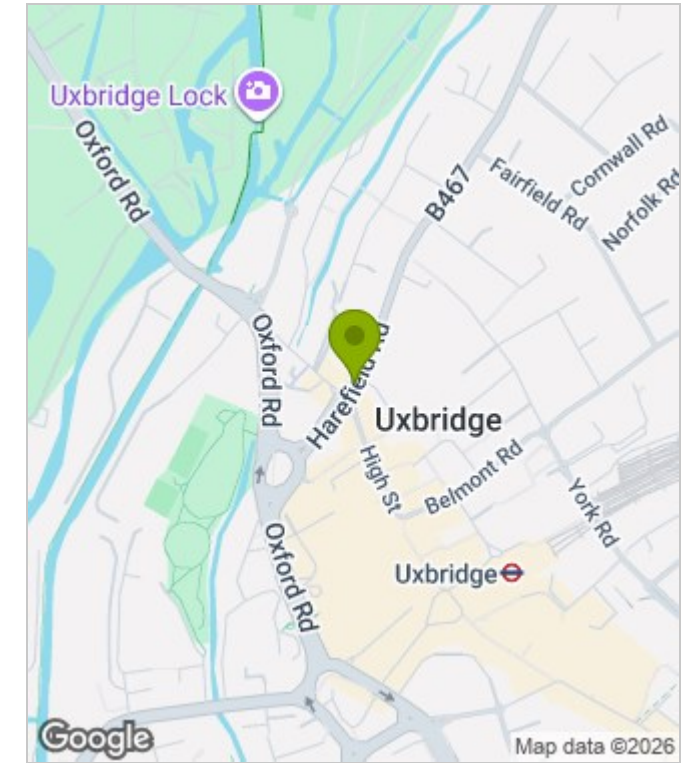 Uxbridge Lock
Oxford Rd
B467
Fairfield Rd
Cornwall Rd
Norfolk Rd
Oxford Rd
Harefield Rd
Uxbridge
High St
Belmont Rd
York Rd
Uxbridge
Oxford Rd
Google
Map data ©2026